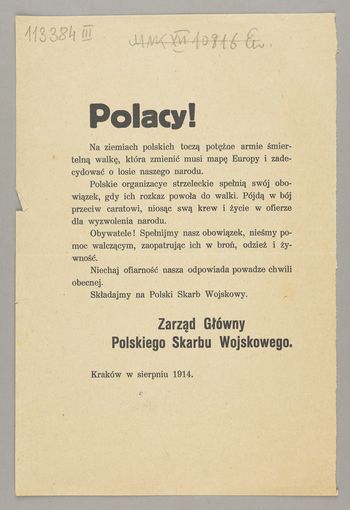 113384 III
Polacy!
Na ziemiach polskich toczą potężne armie śmier-
telną walkę, która zmienić musi mapę Europy i zade-
cydować o losie naszego narodu.
Polskie organizacye strzeleckie spełnią swój obo-
wiązek, gdy ich rozkaz powoła do walki. Pójdą w bój
przeciw caratowi, niosąc swą krew i życie w ofierze
dla wyzwolenia narodu.
Obywatele! Spełnijmy nasz obowiązek, nieśmy po-
moc walczącym, zaopatrując ich w broń, odzież i ży-
wność.
Niechaj ofiarność nasza odpowiada powadze chwili
obecnej.
Składajmy na Polski Skarb Wojskowy.
Zarząd Główny
Polskiego Skarbu Wojskowego.
Kraków w sierpniu 1914.